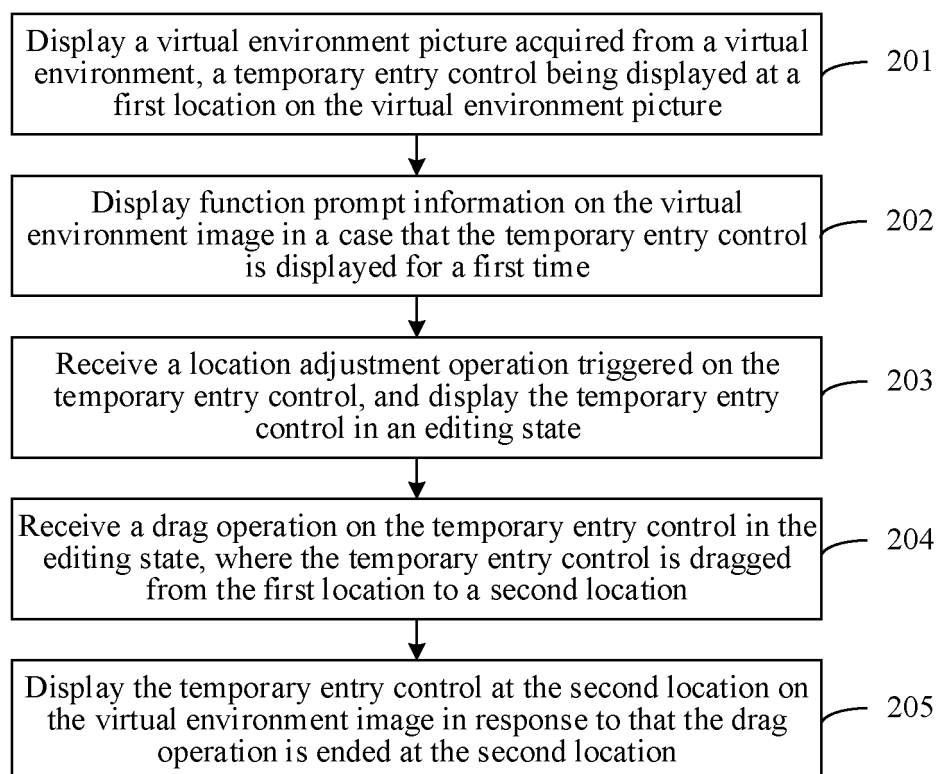 Display a virtual environment picture acquired from a virtual
environment, a temporary entry control being displayed at a
first location on the virtual environment picture
201
Display function prompt information on the virtual
environment image in a case that the temporary entry control
is displayed for a first time
202
Receive a location adjustment operation triggered on the
temporary entry control, and display the temporary entry
control in an editing state
203
Receive a drag operation on the temporary entry control in the
editing state, where the temporary entry control is dragged
from the first location to a second location
204
Display the temporary entry control at the second location on
the virtual environment image in response to that the drag
operation is ended at the second location
205